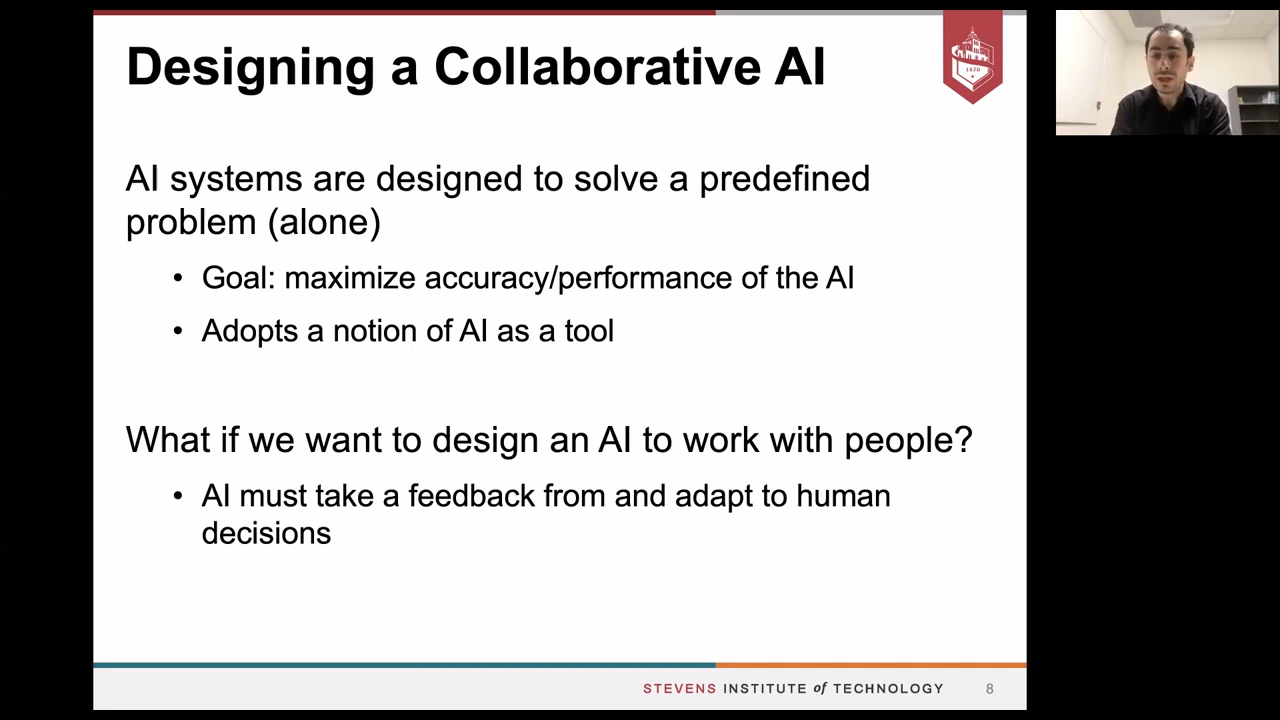 Designing a Collaborative AI
1870
AI systems are designed to solve a predefined
problem (alone)
• Goal: maximize accuracy/performance of the AI
• Adopts a notion of AI as a tool
What if we want to design an AI to work with people?
• AI must take a feedback from and adapt to human
decisions
STEVENS INSTITUTE of TECHNOLOGY 8